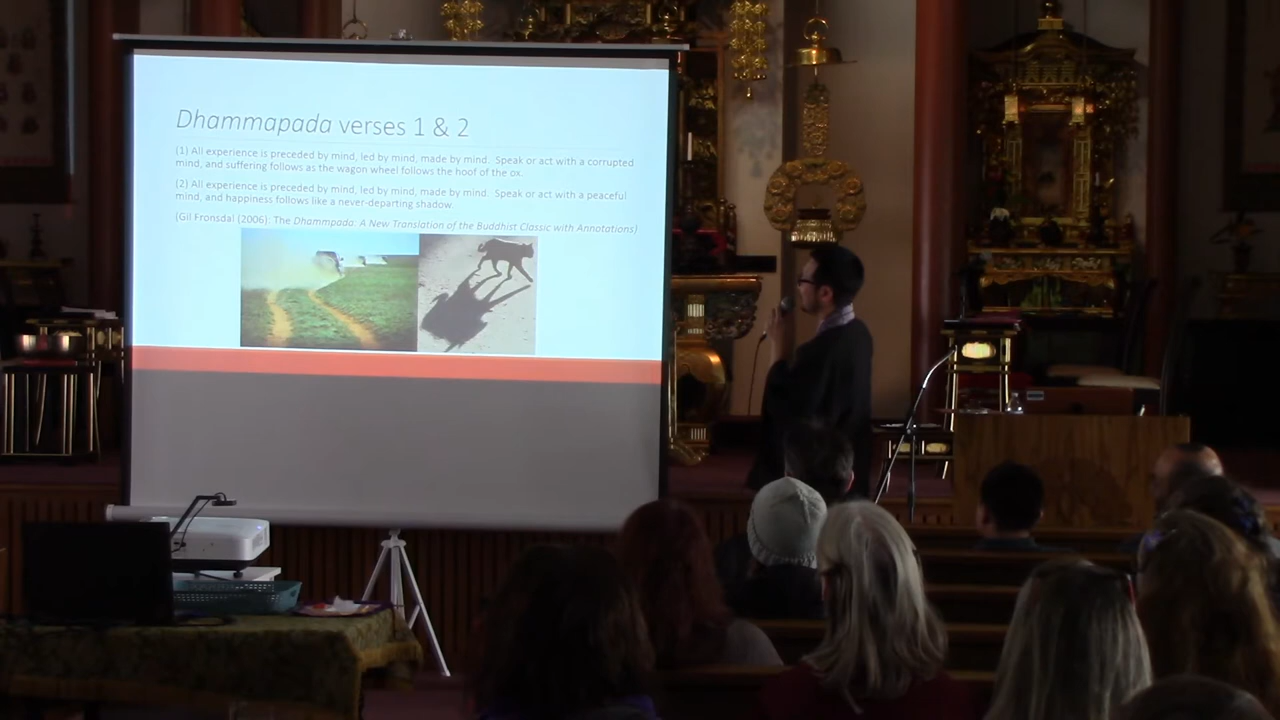 Dhammapada verses 1 & 2
(1) All experience is preceded by mind, led by mind, made by mind. Speak or act with a corrupted
mind, and suffering follows as the wagon wheel follows the hoof of the ox.
(2) All experience is preceded by mind, led by mind, made by mind. Speak or act with a peaceful
mind, and happiness follows like a never-departing shadow.
(Gil Fronsdal (2006): The Dhammpada: A New Translation of the Buddhist Classic with Annotations)